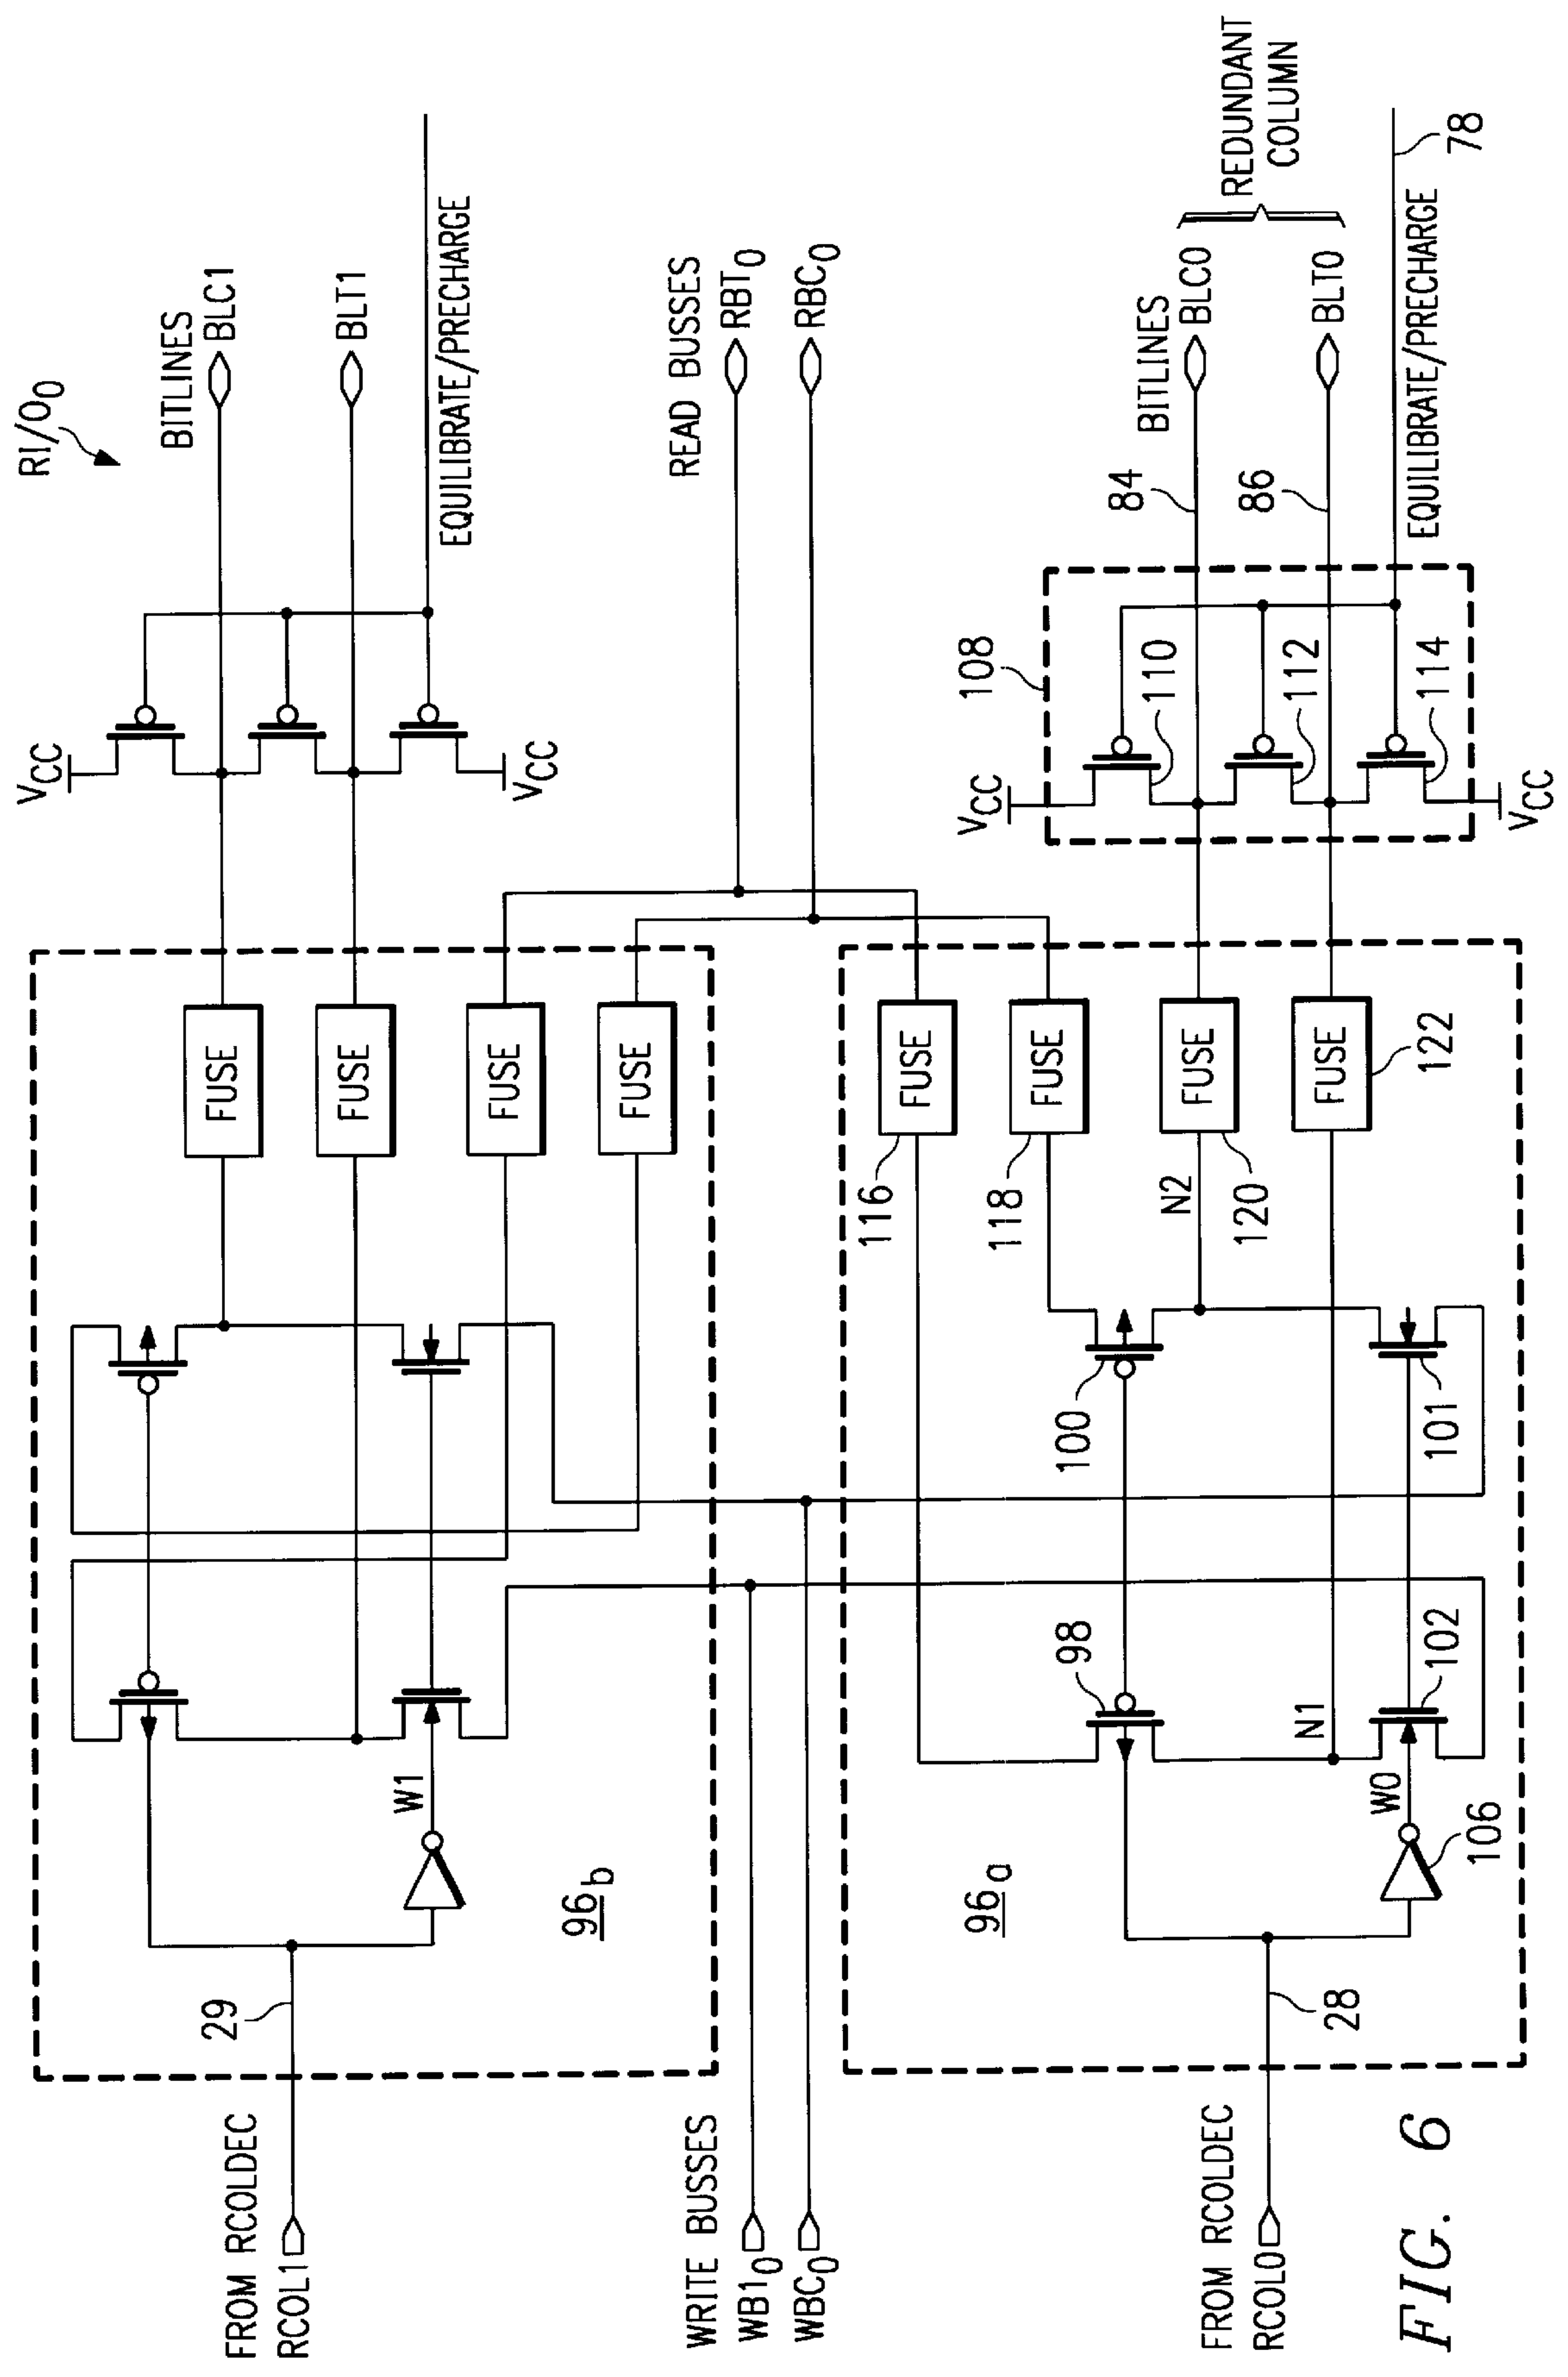 RI/O0
BITLINES
BLC1
BLT1
EQUILIBRATE/PRECHARGE
VCC
VCC
FUSE
FUSE
FUSE
FUSE
W1
96b
29
FROM RCOLDEC
RCOL1
READ BUSSES
RBT0
RBC0
WRITE BUSSES
WB10
WBC0
REDUNDANT
COLUMN
BITLINES
BLC0
BLT0
EQUILIBRATE/PRECHARGE
78
84
86
108
110
112
114
VCC
VCC
FUSE
FUSE
FUSE
FUSE
116
118
120
122
N2
100
101
98
102
N1
W0
106
96a
28
FROM RCOLDEC
RCOL0
FIG. 6